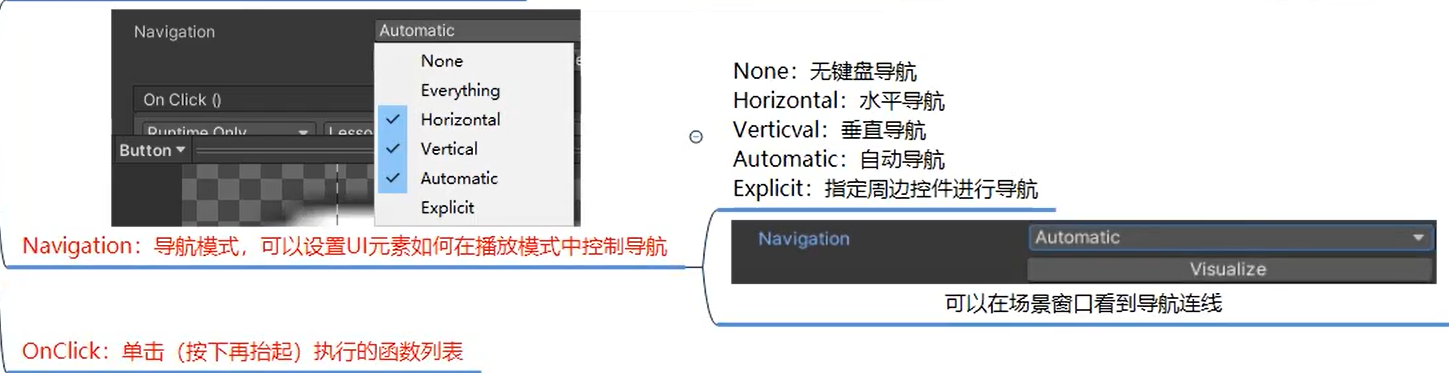 Navigation
Automatic
None
Everything
On Click ()
Horizontal
Runtime Only
Lesso
Vertical
Button
Automatic
Explicit
Navigation：导航模式，可以设置UI元素如何在播放模式中控制导航
None：无键盘导航
Horizontal：水平导航
Verticval：垂直导航
Automatic：自动导航
Explicit：指定周边控件进行导航
Navigation
Automatic
Visualize
可以在场景窗口看到导航连线
OnClick：单击（按下再抬起）执行的函数列表